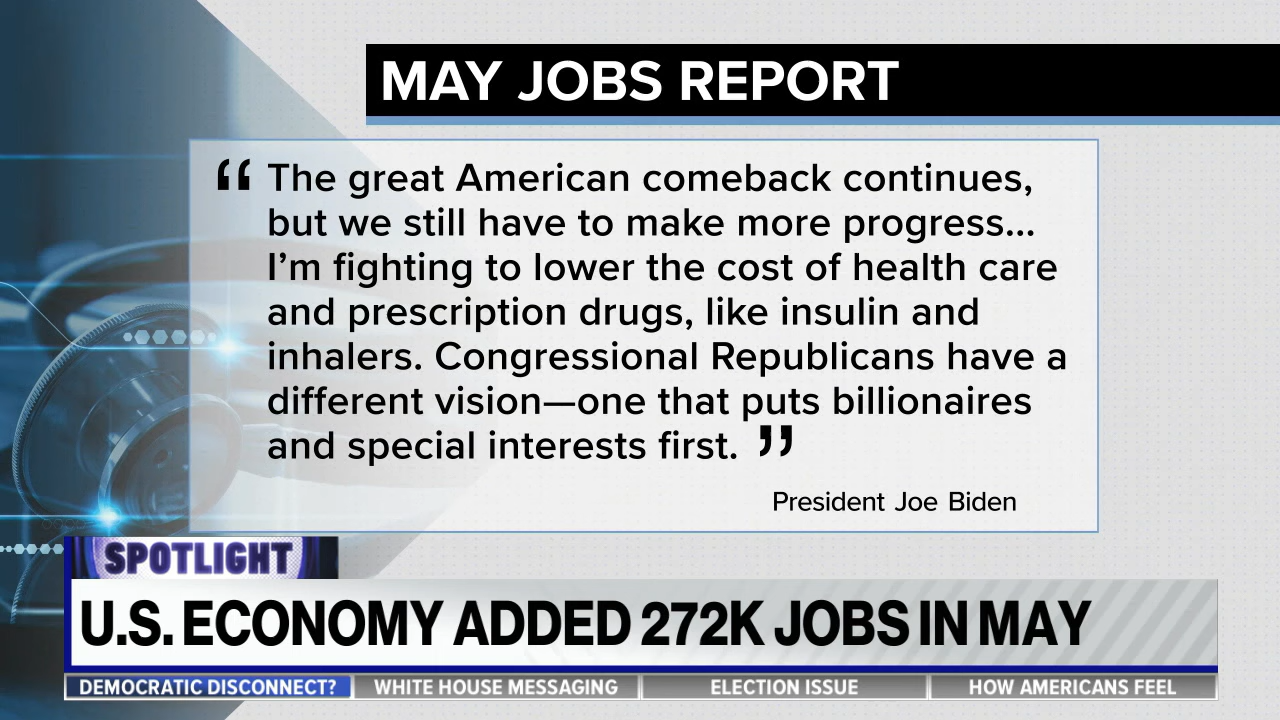 MAY JOBS REPORT
“ The great American comeback continues,
but we still have to make more progress...
I’m fighting to lower the cost of health care
and prescription drugs, like insulin and
inhalers. Congressional Republicans have a
different vision—one that puts billionaires
and special interests first. ”
President Joe Biden
SPOTLIGHT
U.S. ECONOMY ADDED 272K JOBS IN MAY
DEMOCRATIC DISCONNECT? WHITE HOUSE MESSAGING ELECTION ISSUE HOW AMERICANS FEEL